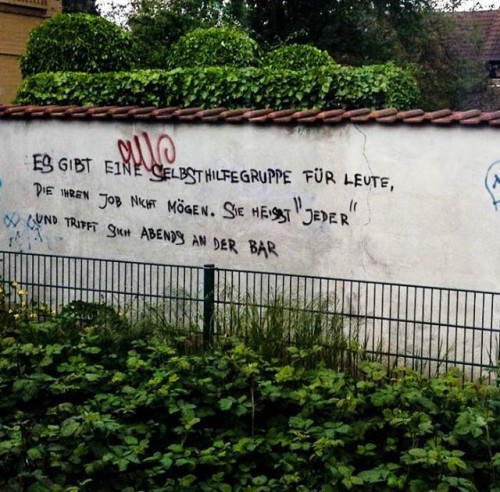 ES GIBT EINE SELBSTHILFEGRUPPE FÜR LEUTE,
DIE IHREN JOB NICHT MÖGEN. SIE HEISST "JEDER"
UND TRIFFT SICH ABENDS AN DER BAR